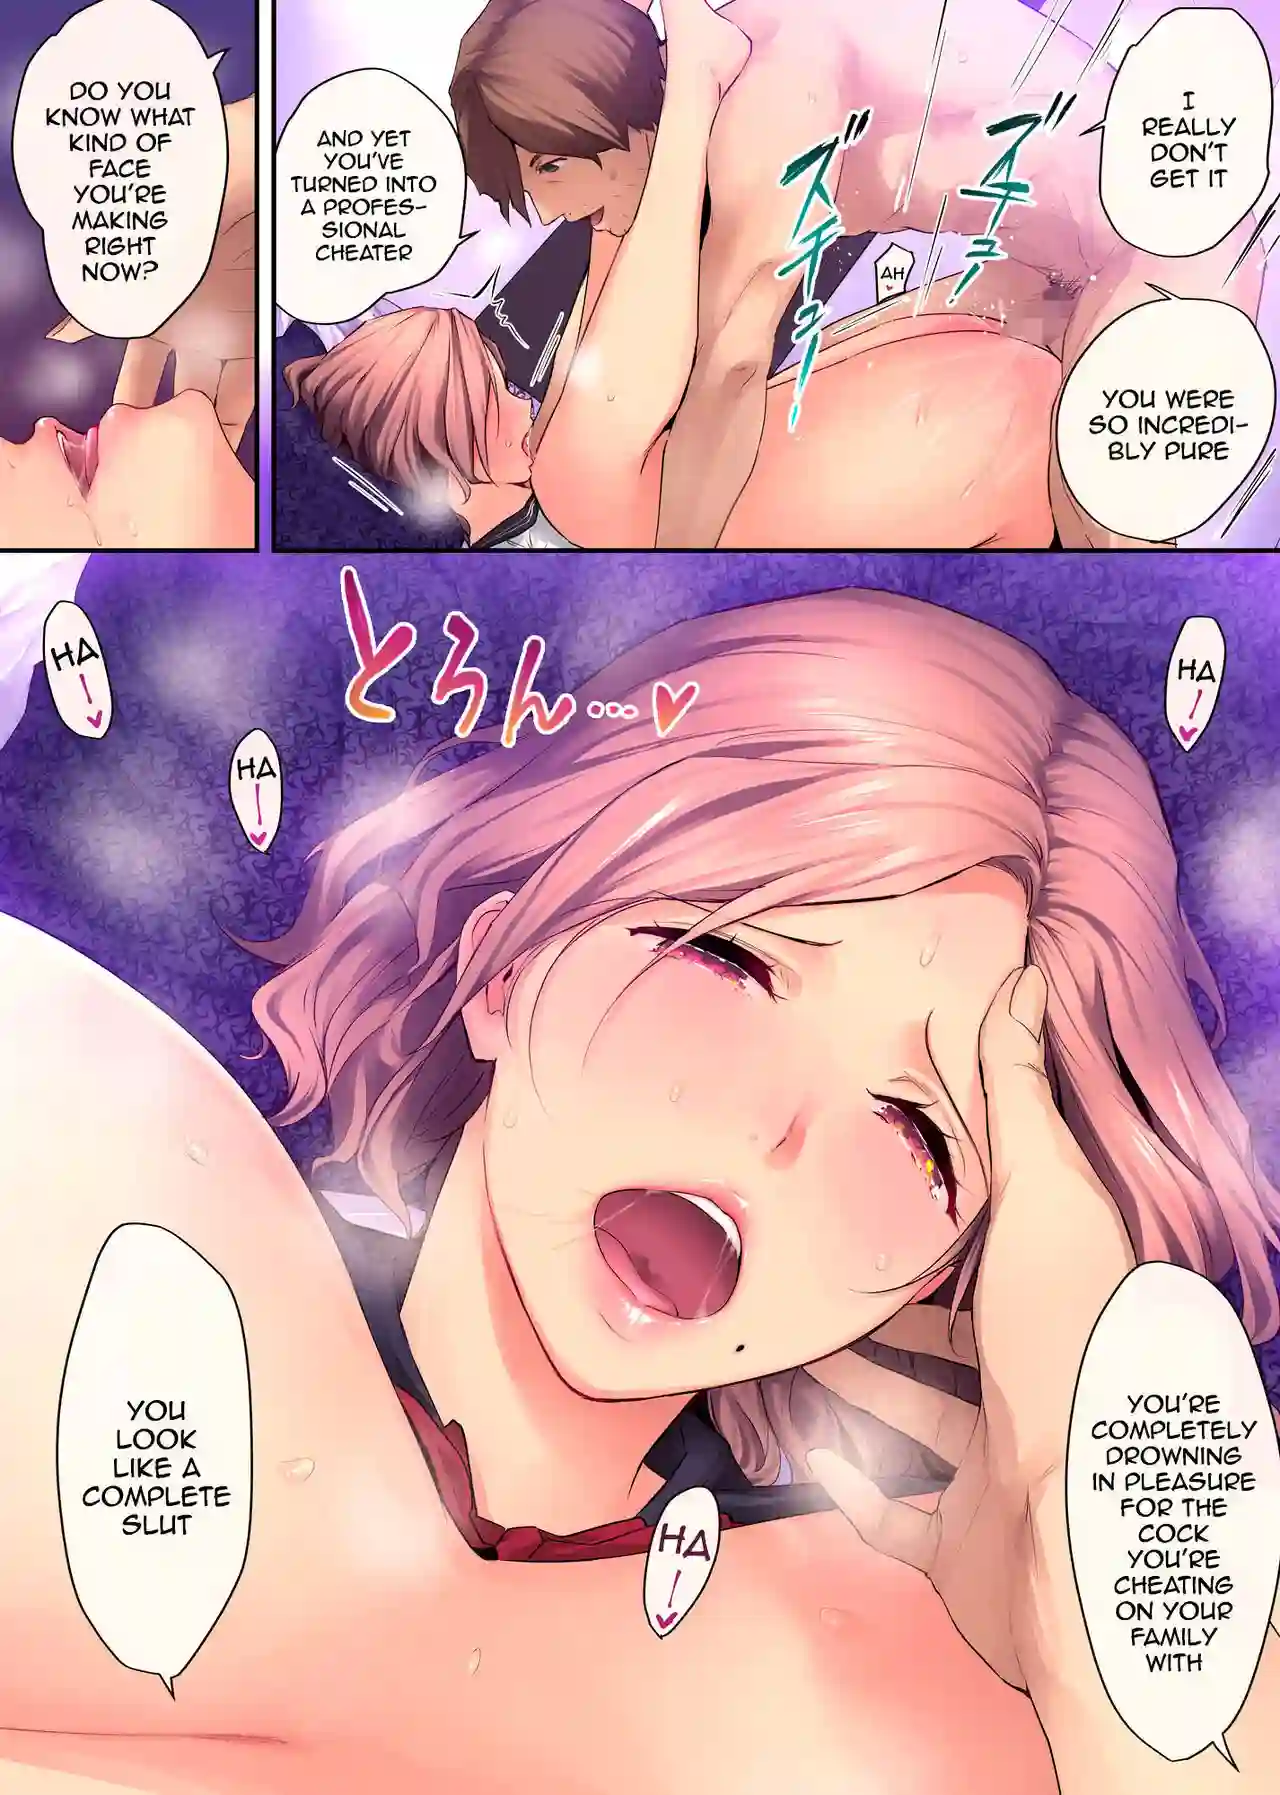 I
REALLY
DON'T
GET IT
YOU WERE
SO INCREDI-
BLY PURE
ズチュ
ズチュ
AH
AND YET
YOU'VE
TURNED INTO
A PROFES-
SIONAL
CHEATER
DO YOU
KNOW WHAT
KIND OF
FACE
YOU'RE
MAKING
RIGHT
NOW?
HA
HA
とろん…♥
HA
YOU'RE
COMPLETELY
DROWNING
IN PLEASURE
FOR THE
COCK
YOU'RE
CHEATING
ON YOUR
FAMILY
WITH
HA
YOU
LOOK
LIKE A
COMPLETE
SLUT